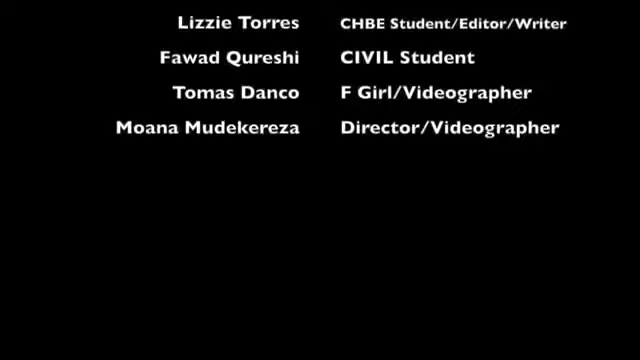 Lizzie Torres CHBE Student/Editor/Writer
Fawad Qureshi CIVIL Student
Tomas Danco F Girl/Videographer
Moana Mudekereza Director/Videographer